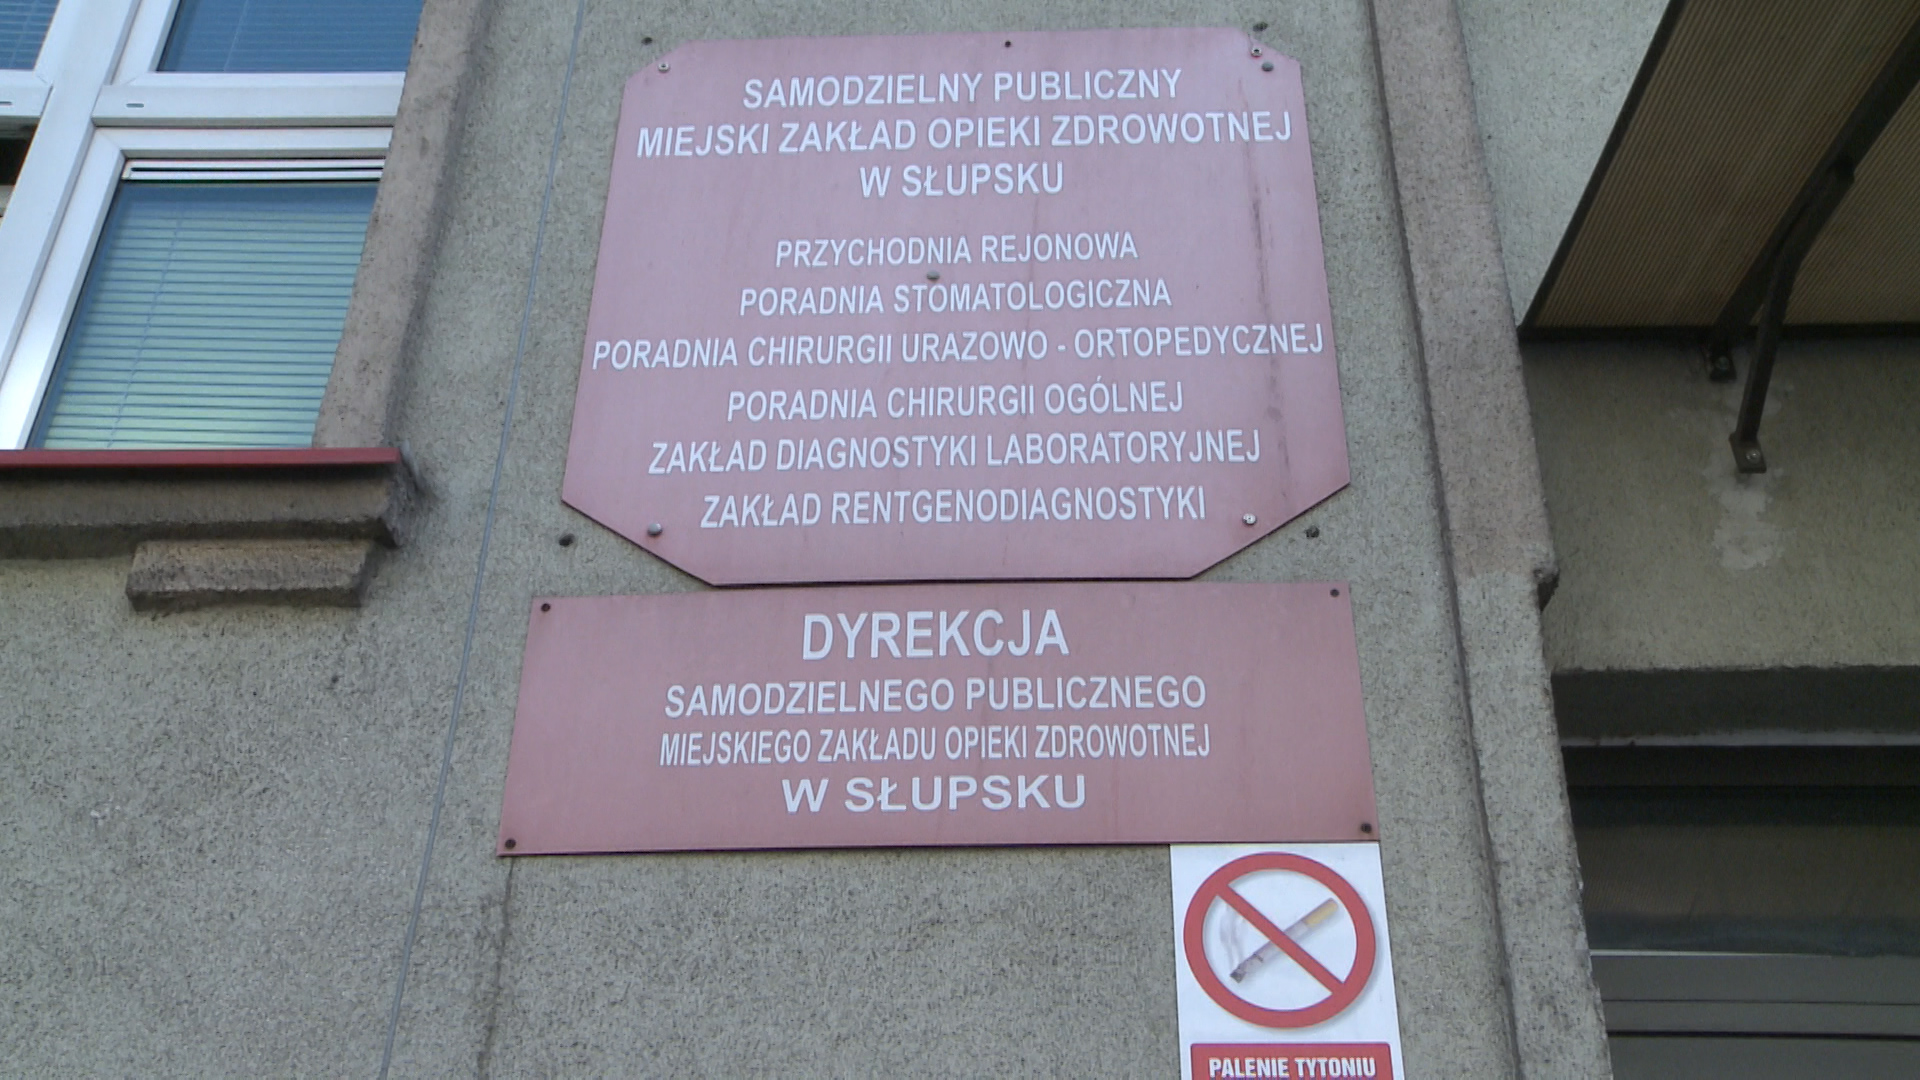 SAMODZIELNY PUBLICZNY
MIEJSKI ZAKŁAD OPIEKI ZDROWOTNEJ
W SŁUPSKU
PRZYCHODNIA REJONOWA
PORADNIA STOMATOLOGICZNA
PORADNIA CHIRURGII URAZOWO - ORTOPEDYCZNEJ
PORADNIA CHIRURGII OGÓLNEJ
ZAKŁAD DIAGNOSTYKI LABORATORYJNEJ
ZAKŁAD RENTGENODIAGNOSTYKI
DYREKCJA
SAMODZIELNEGO PUBLICZNEGO
MIEJSKIEGO ZAKŁADU OPIEKI ZDROWOTNEJ
W SŁUPSKU
PALENIE TYTONIU